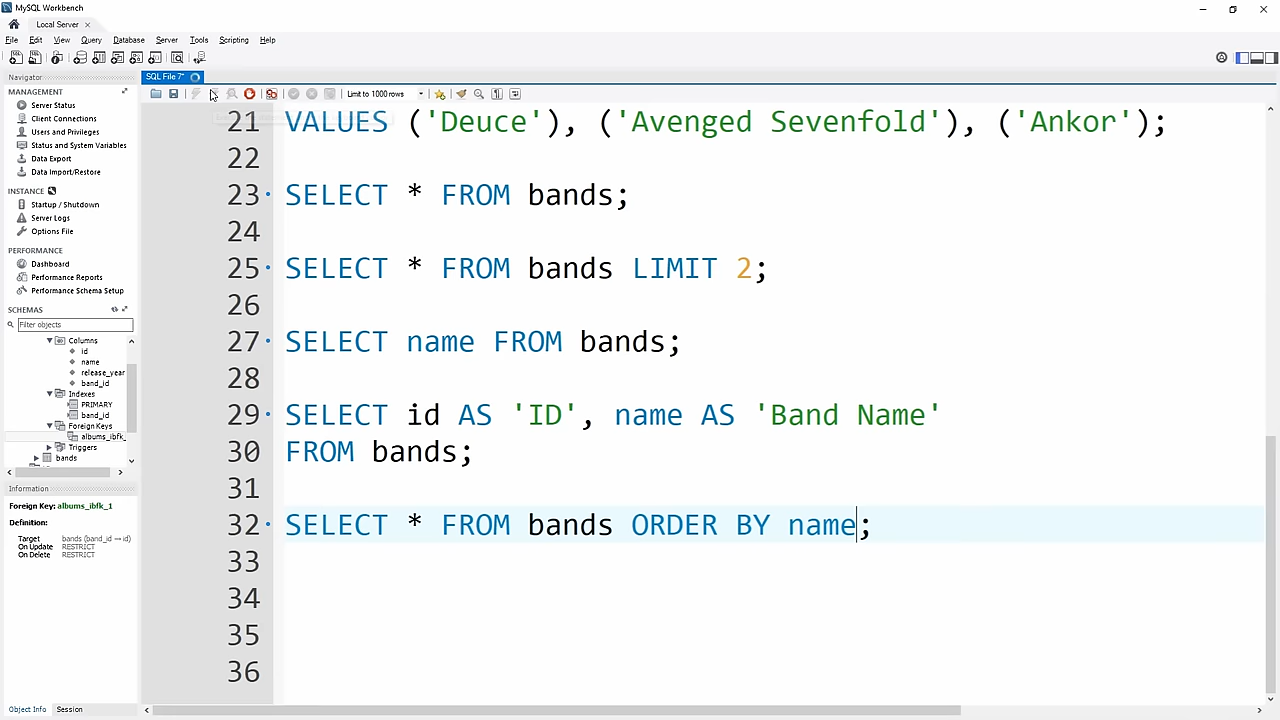 MySQL Workbench
Local Server
File Edit View Query Database Server Tools Scripting Help
Navigator
SQL File 7*
MANAGEMENT
Server Status
Client Connections
Users and Privileges
Status and System Variables
Data Export
Data Import/Restore
INSTANCE
Startup / Shutdown
Server Logs
Options File
PERFORMANCE
Dashboard
Performance Reports
Performance Schema Setup
SCHEMAS
Filter objects
Columns
id
name
release_year
band_id
Indexes
PRIMARY
band_id
Foreign Keys
albums_ibfk_
Triggers
bands
Information
Foreign Key: albums_ibfk_1
Definition:
Target bands (band_id → id)
On Update RESTRICT
On Delete RESTRICT
Object Info Session
Limit to 1000 rows
21 VALUES ('Deuce'), ('Avenged Sevenfold'), ('Ankor');
22
23 SELECT * FROM bands;
24
25 SELECT * FROM bands LIMIT 2;
26
27 SELECT name FROM bands;
28
29 SELECT id AS 'ID', name AS 'Band Name'
30 FROM bands;
31
32 SELECT * FROM bands ORDER BY name;
33
34
35
36